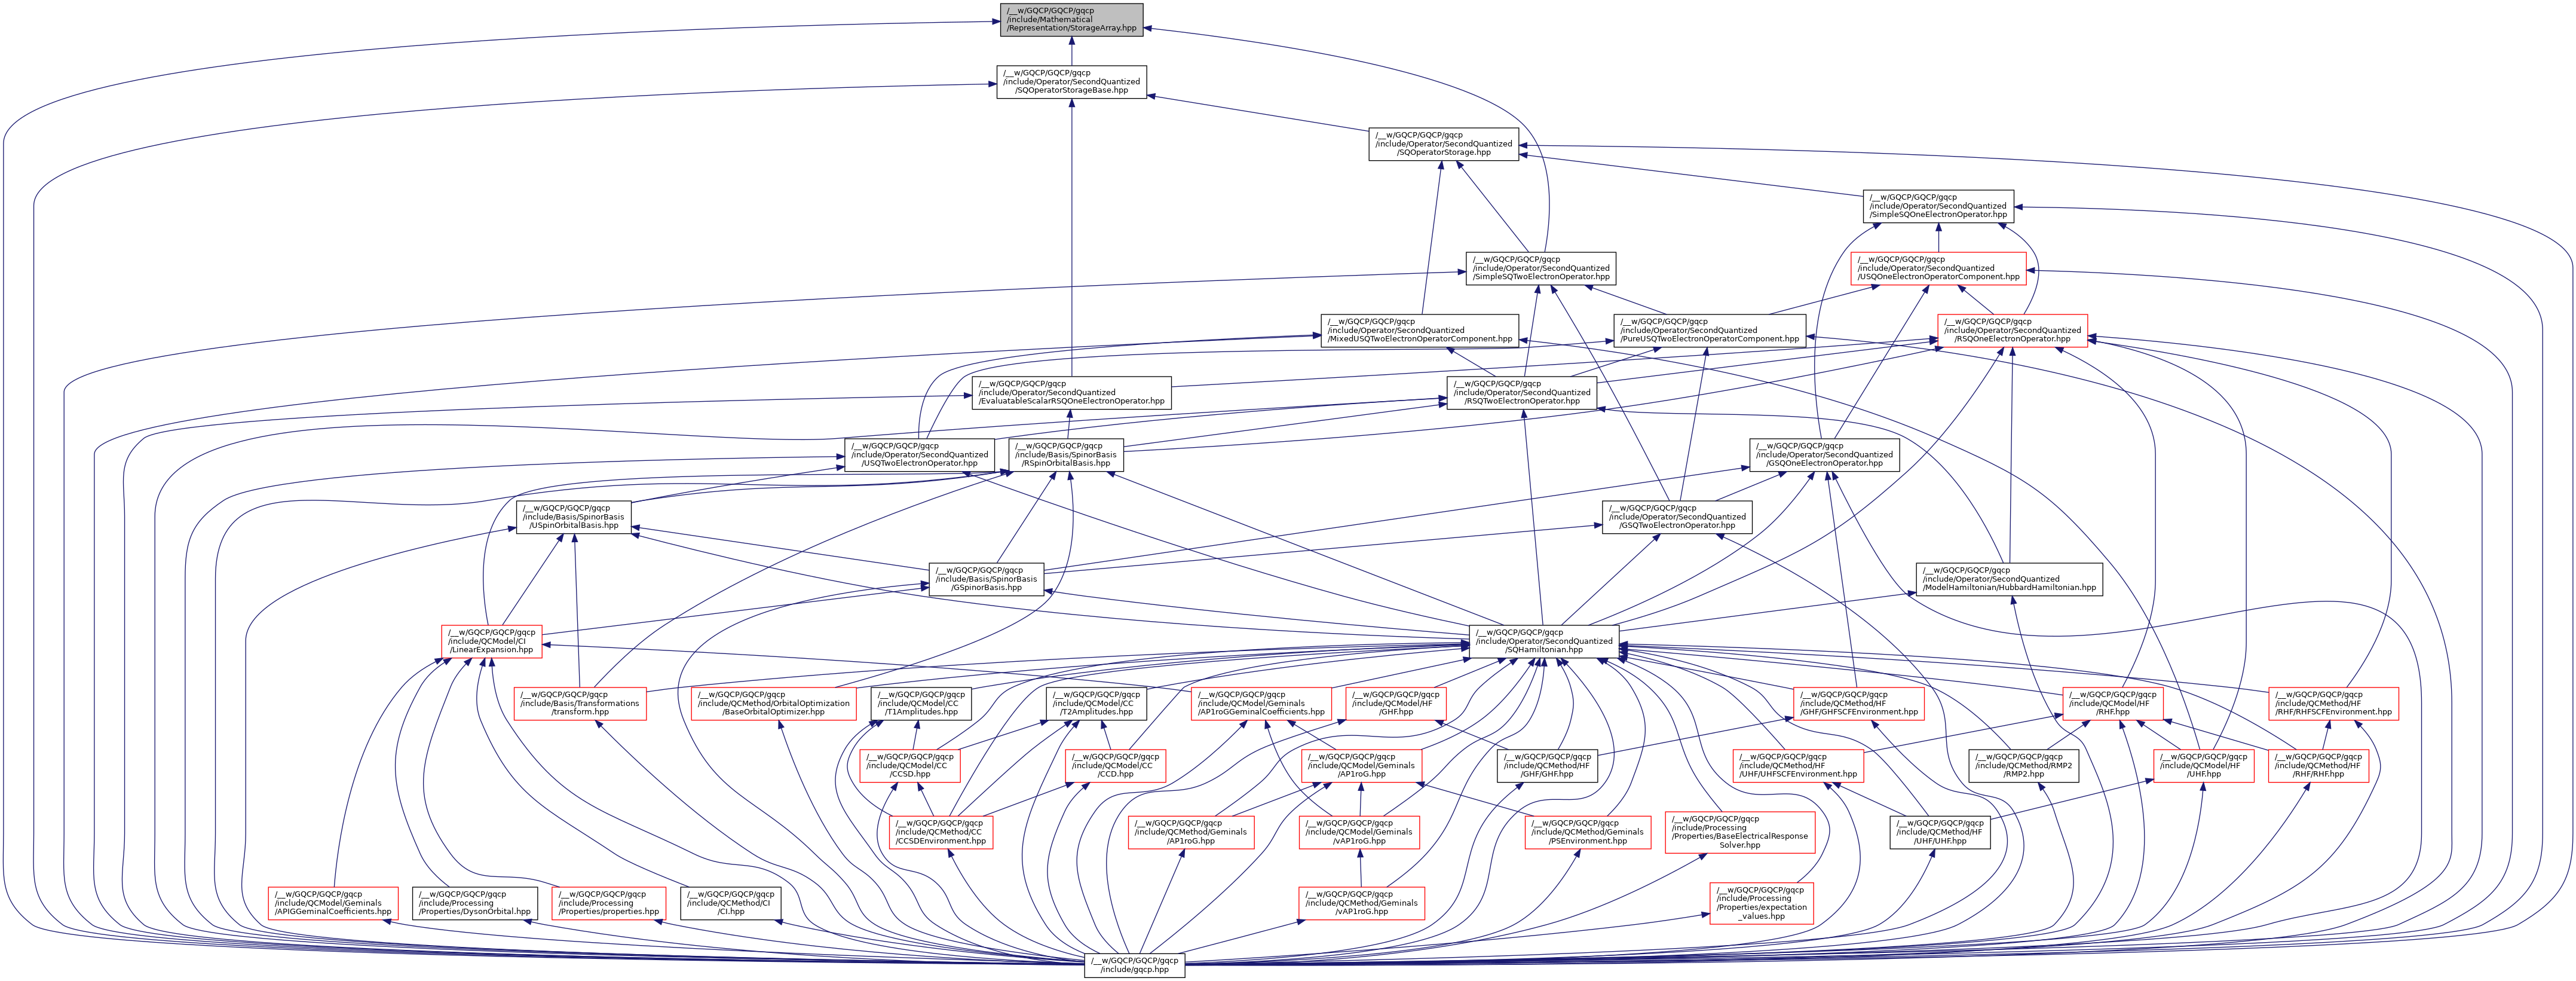 /__w/GQCP/GQCP/gqcp
/include/Mathematical
/Representation/StorageArray.hpp
/__w/GQCP/GQCP/gqcp
/include/Operator/SecondQuantized
/SQOperatorStorageBase.hpp
/__w/GQCP/GQCP/gqcp
/include/Operator/SecondQuantized
/SQOperatorStorage.hpp
/__w/GQCP/GQCP/gqcp
/include/Operator/SecondQuantized
/SimpleSQOneElectronOperator.hpp
/__w/GQCP/GQCP/gqcp
/include/Operator/SecondQuantized
/SimpleSQTwoElectronOperator.hpp
/__w/GQCP/GQCP/gqcp
/include/Operator/SecondQuantized
/USQOneElectronOperatorComponent.hpp
/__w/GQCP/GQCP/gqcp
/include/Operator/SecondQuantized
/MixedUSQTwoElectronOperatorComponent.hpp
/__w/GQCP/GQCP/gqcp
/include/Operator/SecondQuantized
/PureUSQTwoElectronOperatorComponent.hpp
/__w/GQCP/GQCP/gqcp
/include/Operator/SecondQuantized
/RSQOneElectronOperator.hpp
/__w/GQCP/GQCP/gqcp
/include/Operator/SecondQuantized
/EvaluatableScalarRSQOneElectronOperator.hpp
/__w/GQCP/GQCP/gqcp
/include/Operator/SecondQuantized
/RSQTwoElectronOperator.hpp
/__w/GQCP/GQCP/gqcp
/include/Operator/SecondQuantized
/USQTwoElectronOperator.hpp
/__w/GQCP/GQCP/gqcp
/include/Basis/SpinorBasis
/RSpinOrbitalBasis.hpp
/__w/GQCP/GQCP/gqcp
/include/Operator/SecondQuantized
/GSQOneElectronOperator.hpp
/__w/GQCP/GQCP/gqcp
/include/Basis/SpinorBasis
/USpinOrbitalBasis.hpp
/__w/GQCP/GQCP/gqcp
/include/Operator/SecondQuantized
/GSQTwoElectronOperator.hpp
/__w/GQCP/GQCP/gqcp
/include/Basis/SpinorBasis
/GSpinorBasis.hpp
/__w/GQCP/GQCP/gqcp
/include/Operator/SecondQuantized
/ModelHamiltonian/HubbardHamiltonian.hpp
/__w/GQCP/GQCP/gqcp
/include/QCModel/CI
/LinearExpansion.hpp
/__w/GQCP/GQCP/gqcp
/include/Operator/SecondQuantized
/SQHamiltonian.hpp
/__w/GQCP/GQCP/gqcp
/include/Basis/Transformations
/transform.hpp
/__w/GQCP/GQCP/gqcp
/include/QCMethod/OrbitalOptimization
/BaseOrbitalOptimizer.hpp
/__w/GQCP/GQCP/gqcp
/include/QCModel/CC
/T1Amplitudes.hpp
/__w/GQCP/GQCP/gqcp
/include/QCModel/CC
/T2Amplitudes.hpp
/__w/GQCP/GQCP/gqcp
/include/QCModel/Geminals
/AP1roGGeminalCoefficients.hpp
/__w/GQCP/GQCP/gqcp
/include/QCModel/HF
/GHF.hpp
/__w/GQCP/GQCP/gqcp
/include/QCMethod/HF
/GHF/GHFSCFEnvironment.hpp
/__w/GQCP/GQCP/gqcp
/include/QCModel/HF
/RHF.hpp
/__w/GQCP/GQCP/gqcp
/include/QCMethod/HF
/RHF/RHFSCFEnvironment.hpp
/__w/GQCP/GQCP/gqcp
/include/QCModel/CC
/CCSD.hpp
/__w/GQCP/GQCP/gqcp
/include/QCModel/CC
/CCD.hpp
/__w/GQCP/GQCP/gqcp
/include/QCModel/Geminals
/AP1roG.hpp
/__w/GQCP/GQCP/gqcp
/include/QCMethod/HF
/GHF/GHF.hpp
/__w/GQCP/GQCP/gqcp
/include/QCMethod/HF
/UHF/UHFSCFEnvironment.hpp
/__w/GQCP/GQCP/gqcp
/include/QCMethod/RMP2
/RMP2.hpp
/__w/GQCP/GQCP/gqcp
/include/QCModel/HF
/UHF.hpp
/__w/GQCP/GQCP/gqcp
/include/QCMethod/HF
/RHF/RHF.hpp
/__w/GQCP/GQCP/gqcp
/include/QCMethod/CC
/CCSDEnvironment.hpp
/__w/GQCP/GQCP/gqcp
/include/QCMethod/Geminals
/AP1roG.hpp
/__w/GQCP/GQCP/gqcp
/include/QCModel/Geminals
/vAP1roG.hpp
/__w/GQCP/GQCP/gqcp
/include/QCMethod/Geminals
/PSEnvironment.hpp
/__w/GQCP/GQCP/gqcp
/include/Processing
/Properties/BaseElectricalResponse
Solver.hpp
/__w/GQCP/GQCP/gqcp
/include/QCMethod/HF
/UHF/UHF.hpp
/__w/GQCP/GQCP/gqcp
/include/QCModel/Geminals
/APIGGeminalCoefficients.hpp
/__w/GQCP/GQCP/gqcp
/include/Processing
/Properties/DysonOrbital.hpp
/__w/GQCP/GQCP/gqcp
/include/Processing
/Properties/properties.hpp
/__w/GQCP/GQCP/gqcp
/include/QCMethod/CI
/CI.hpp
/__w/GQCP/GQCP/gqcp
/include/QCMethod/Geminals
/vAP1roG.hpp
/__w/GQCP/GQCP/gqcp
/include/Processing
/Properties/expectation
_values.hpp
/__w/GQCP/GQCP/gqcp
/include/gqcp.hpp